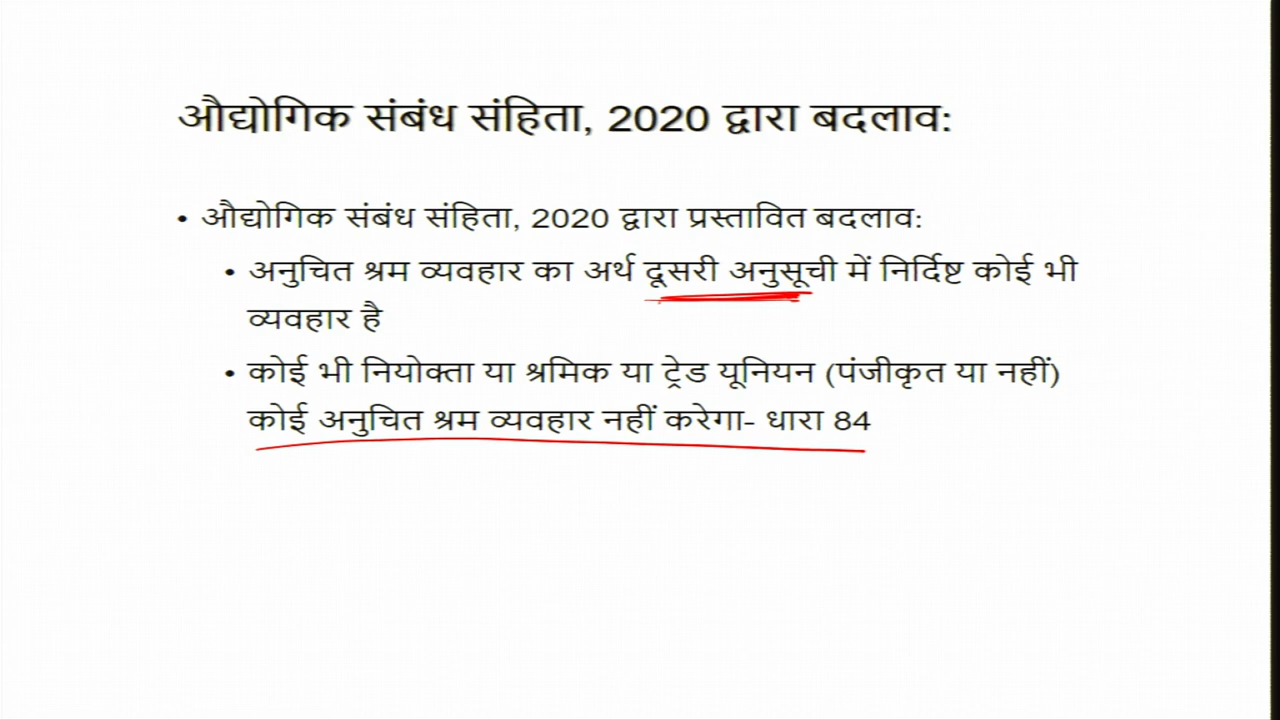 औद्योगिक संबंध संहिता, 2020 द्वारा बदलाव:
• औद्योगिक संबंध संहिता, 2020 द्वारा प्रस्तावित बदलाव:
• अनुचित श्रम व्यवहार का अर्थ दूसरी अनुसूची में निर्दिष्ट कोई भी
व्यवहार है
• कोई भी नियोक्ता या श्रमिक या ट्रेड यूनियन (पंजीकृत या नहीं)
कोई अनुचित श्रम व्यवहार नहीं करेगा- धारा 84